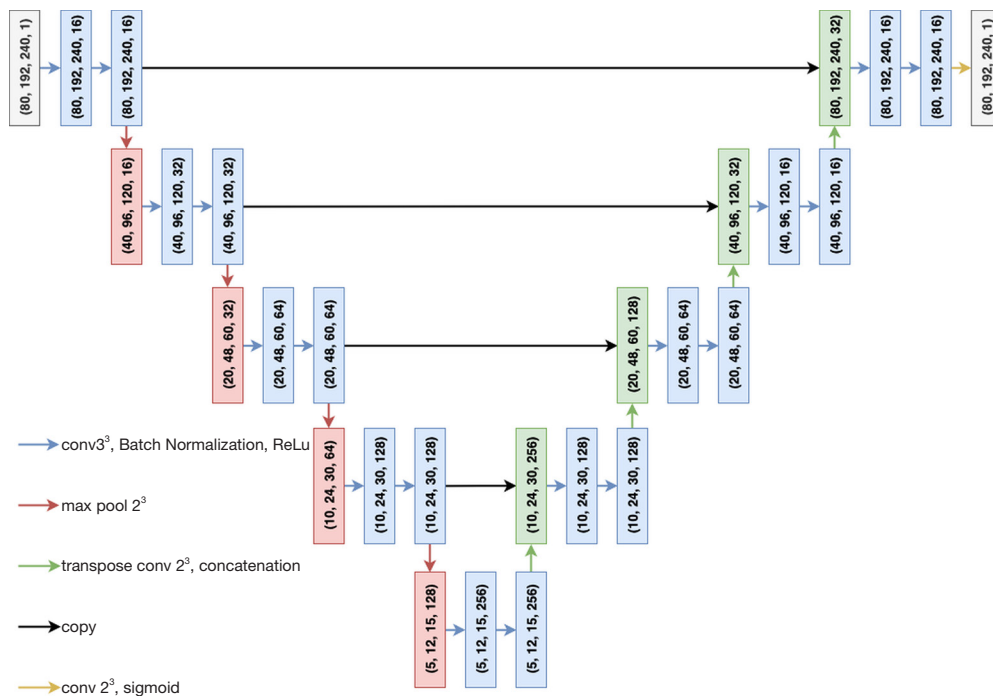 (80, 192, 240, 1)
(80, 192, 240, 16)
(80, 192, 240, 16)
(80, 192, 240, 32)
(80, 192, 240, 16)
(80, 192, 240, 16)
(80, 192, 240, 1)
(40, 96, 120, 16)
(40, 96, 120, 32)
(40, 96, 120, 32)
(40, 96, 120, 32)
(40, 96, 120, 16)
(40, 96, 120, 16)
(20, 48, 60, 32)
(20, 48, 60, 64)
(20, 48, 60, 64)
(20, 48, 60, 128)
(20, 48, 60, 64)
(20, 48, 60, 64)
(10, 24, 30, 64)
(10, 24, 30, 128)
(10, 24, 30, 128)
(10, 24, 30, 256)
(10, 24, 30, 128)
(10, 24, 30, 128)
(5, 12, 15, 128)
(5, 12, 15, 256)
(5, 12, 15, 256)
conv3³, Batch Normalization, ReLu
max pool 2³
transpose conv 2³, concatenation
copy
conv 2³, sigmoid